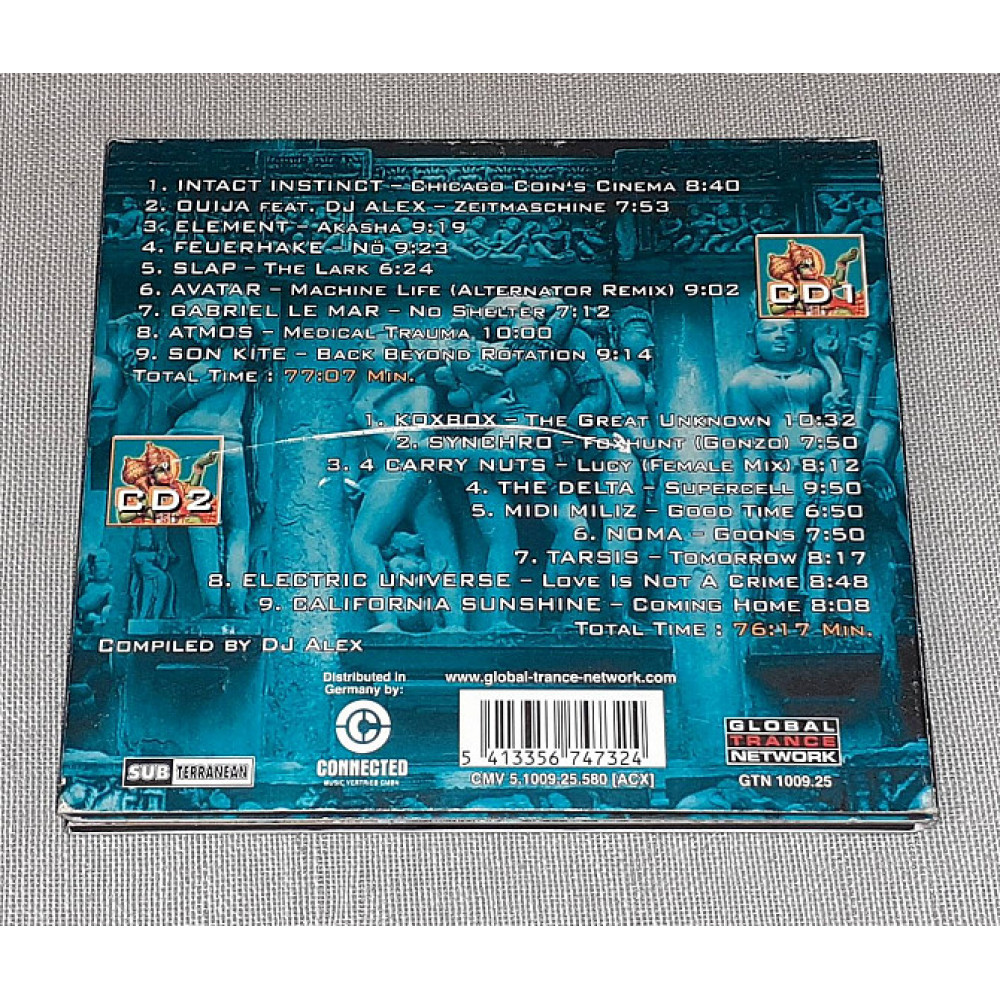 1. INTACT INSTINCT – CHICAGO COIN'S CINEMA 8:40
2. OUIJA FEAT. DJ ALEX – ZEITMASCHINE 7:53
3. ELEMENT – AKASHA 9:19
4. FEUERHAKE – NÖ 9:23
5. SLAP – THE LARK 6:24
6. AVATAR – MACHINE LIFE (ALTERNATOR REMIX) 9:02
7. GABRIEL LE MAR – NO SHELTER 7:12
8. ATMOS – MEDICAL TRAUMA 10:00
9. SON KITE – BACK BEYOND ROTATION 9:14
TOTAL TIME : 77:07 MIN.
CD1
1. KOXBOX – THE GREAT UNKNOWN 10:32
2. SYNCHRO – FOXHUNT (GONZO) 7:50
3. 4 CARRY NUTS – LUCY (FEMALE MIX) 8:12
4. THE DELTA – SUPERCELL 9:50
5. MIDI MILIZ – GOOD TIME 6:50
6. NOMA – GOONS 7:50
7. TARSIS – TOMORROW 8:17
8. ELECTRIC UNIVERSE – LOVE IS NOT A CRIME 8:48
9. CALIFORNIA SUNSHINE – COMING HOME 8:08
TOTAL TIME : 76:17 MIN.
CD2
COMPILED BY DJ ALEX
SUB TERRANEAN
Distributed in
Germany by:
CONNECTED
MUSIC VERTRIEB GMBH
www.global-trance-network.com
5 413356 747324
CMV 5.1009.25.580 [ACX]
GLOBAL
TRANCE
NETWORK
GTN 1009.25